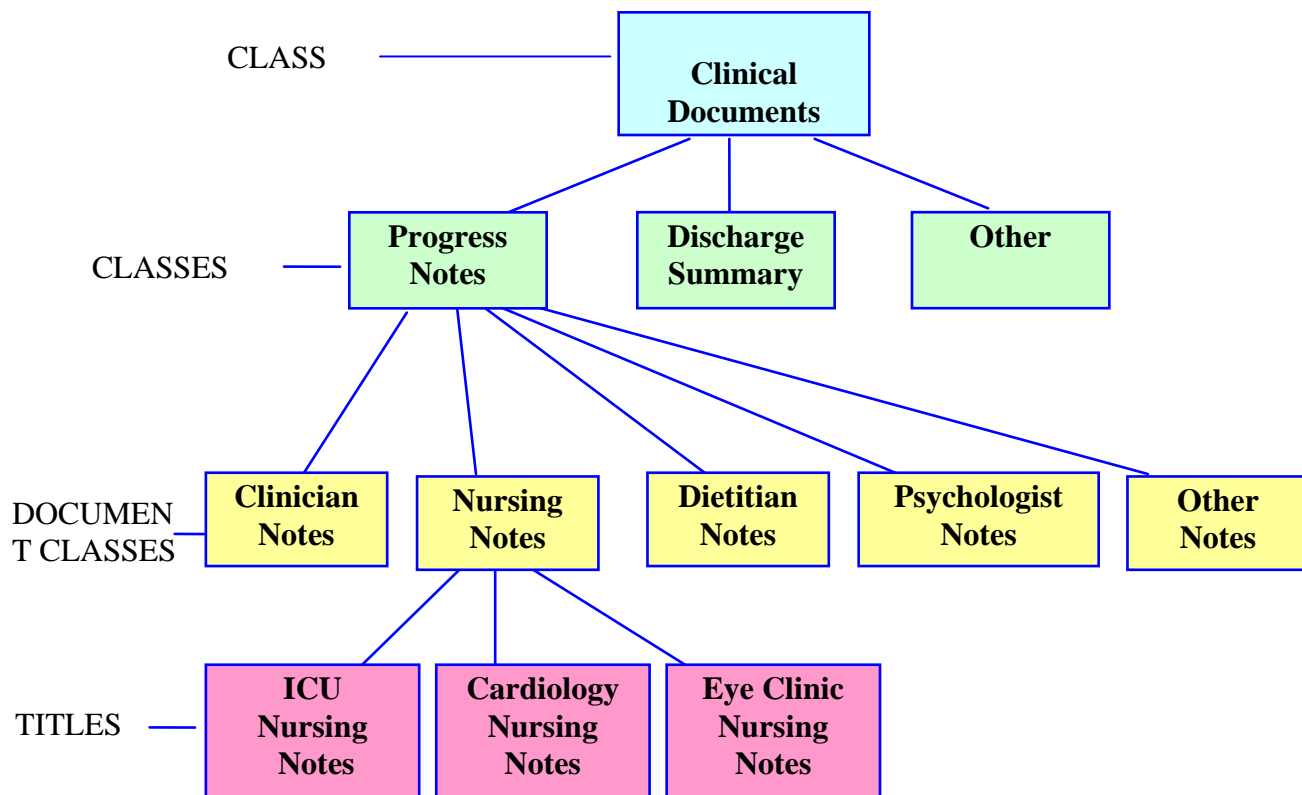 CLASS
Clinical
Documents
CLASSES
Progress
Notes
Discharge
Summary
Other
DOCUMEN
T CLASSES
Clinician
Notes
Nursing
Notes
Dietitian
Notes
Psychologist
Notes
Other
Notes
TITLES
ICU
Nursing
Notes
Cardiology
Nursing
Notes
Eye Clinic
Nursing
Notes